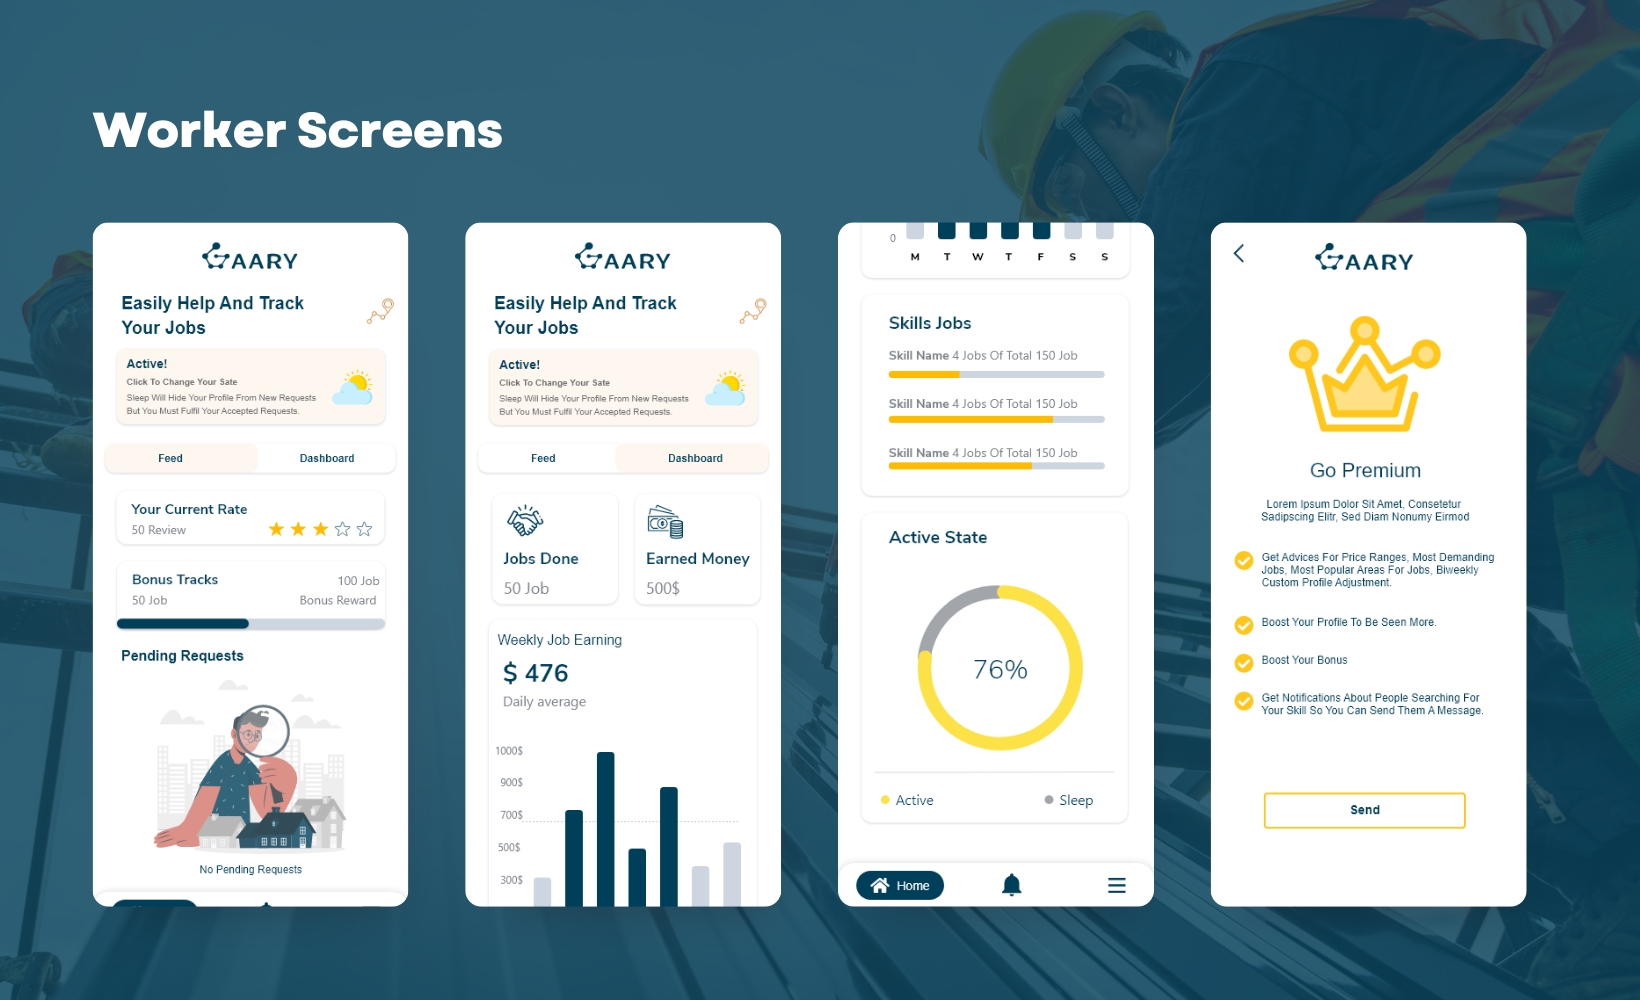 Worker Screens
GAARY
Easily Help And Track
Your Jobs
Active!
Click To Change Your Sate
Sleep Will Hide Your Profile From New Requests
But You Must Fulfil Your Accepted Requests.
Feed
Dashboard
Your Current Rate
50 Review
Bonus Tracks
100 Job
50 Job
Bonus Reward
Pending Requests
No Pending Requests
GAARY
Easily Help And Track
Your Jobs
Active!
Click To Change Your Sate
Sleep Will Hide Your Profile From New Requests
But You Must Fulfil Your Accepted Requests.
Feed
Dashboard
Jobs Done
50 Job
Earned Money
500$
Weekly Job Earning
$ 476
Daily average
1000$
900$
700$
500$
300$
0
M T W T F S S
Skills Jobs
Skill Name 4 Jobs Of Total 150 Job
Skill Name 4 Jobs Of Total 150 Job
Skill Name 4 Jobs Of Total 150 Job
Active State
76%
Active
Sleep
Home
GAARY
Go Premium
Lorem Ipsum Dolor Sit Amet, Consetetur
Sadipscing Elitr, Sed Diam Nonumy Eirmod
Get Advices For Price Ranges, Most Demanding
Jobs, Most Popular Areas For Jobs, Biweekly
Custom Profile Adjustment.
Boost Your Profile To Be Seen More.
Boost Your Bonus
Get Notifications About People Searching For
Your Skill So You Can Send Them A Message.
Send